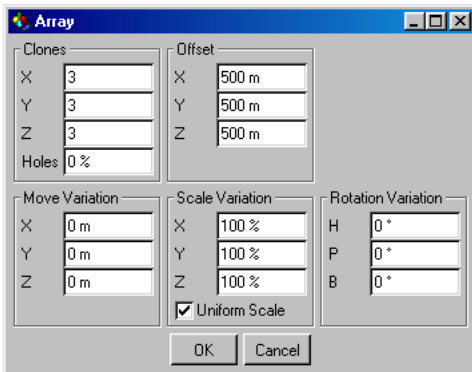 Array
Clones
X 3
Y 3
Z 3
Holes 0 %
Offset
X 500 m
Y 500 m
Z 500 m
Move Variation
X 0 m
Y 0 m
Z 0 m
Scale Variation
X 100 %
Y 100 %
Z 100 %
Uniform Scale
Rotation Variation
H 0 °
P 0 °
B 0 °
OK Cancel